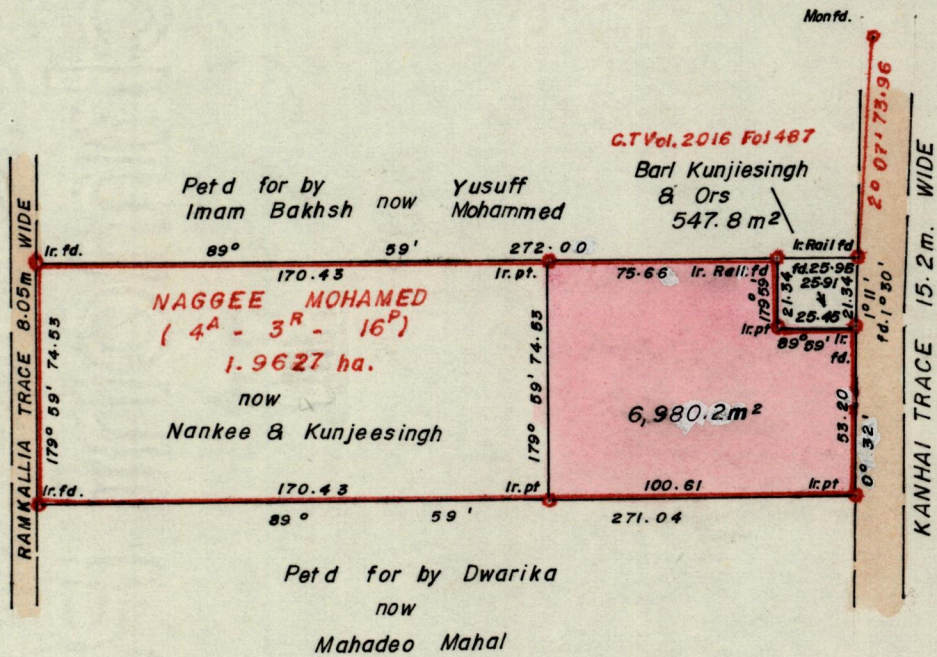 Mon fd.
2° 07' 73·96
C.T Vol. 2016 Fol 487
Barl Kunjiesingh
& Ors
547.8 m²
Pet'd for by
Imam Bakhsh
now
Yusuff
Mohammed
Ir. fd.
89°
59'
272·00
Ir. Rail fd
170.43
Ir. pt.
75.66
Ir. Rail fd
fd. 25.95
25.91
25.45
179° 59'
21.34
21.34
1° 11'
fd. 1° 30'
Ir. pt
89° 59'
Ir. fd.
RAMKALLIA TRACE 8.05m WIDE
KANHAI TRACE 15.2 m. WIDE
179° 59' 74.53
NAGGEE MOHAMED
( 4ᴬ - 3ᴿ - 16ᴾ)
1.9627 ha.
now
Nankee & Kunjeesingh
179° 59' 74.53
6,980.2 m²
53.20
0° 32'
Ir. fd.
170.43
Ir. pt
100.61
Ir. pt
89°
59'
271.04
Pet'd for by Dwarika
now
Mahadeo Mahal